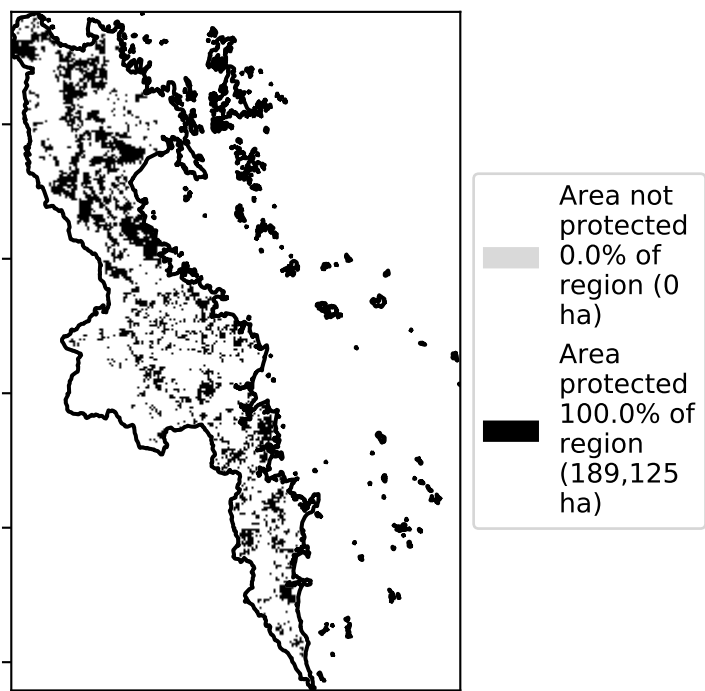 Area not
protected
0.0% of
region (0
ha)
Area
protected
100.0% of
region
(189,125
ha)